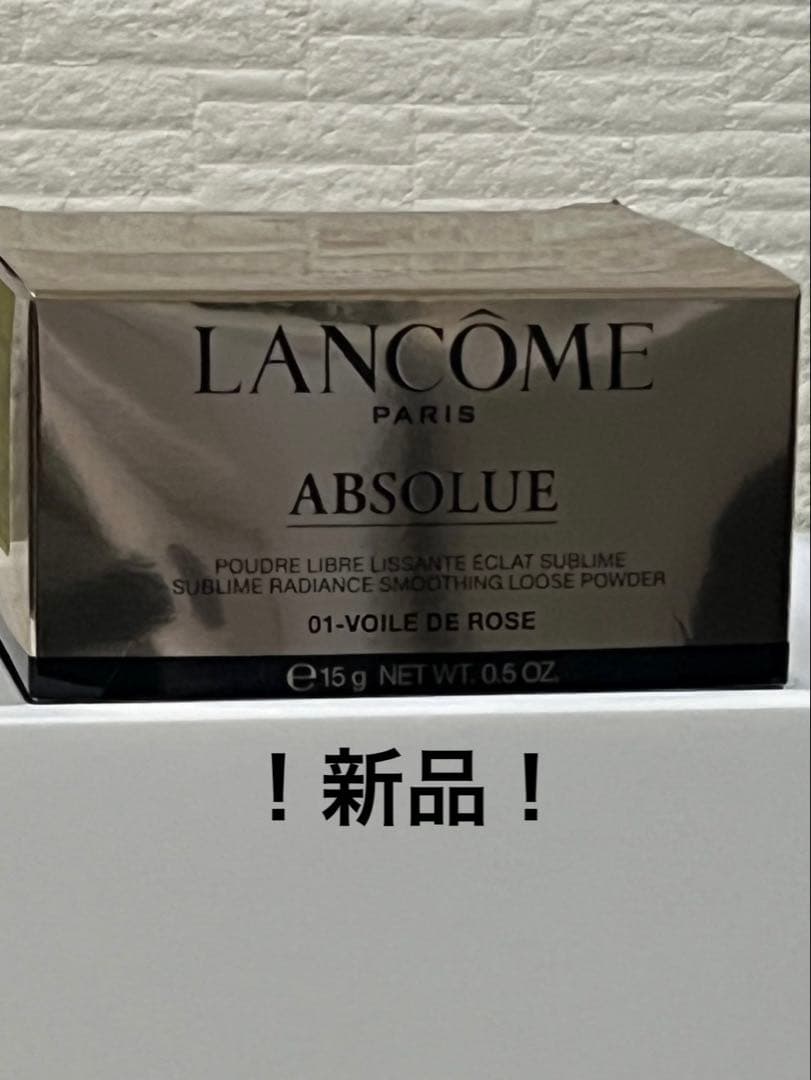 LANCÔME
PARIS
ABSOLUE
POUDRE LIBRE LISSANTE ÉCLAT SUBLIME
SUBLIME RADIANCE SMOOTHING LOOSE POWDER
01-VOILE DE ROSE
℮15 g NET WT. 0.5 OZ.
！新品！